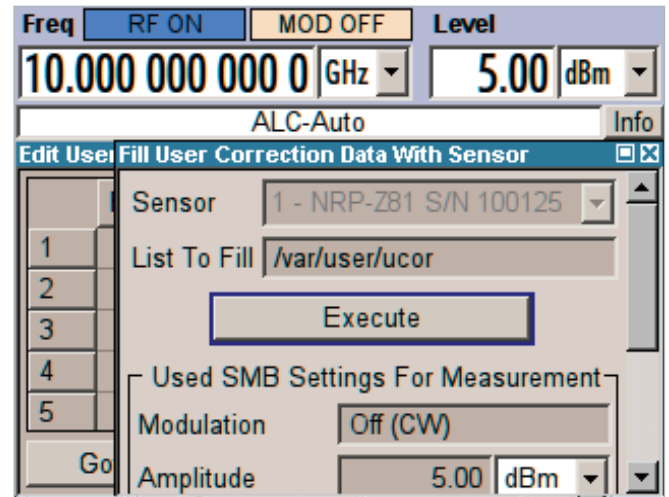 Freq RF ON MOD OFF Level
10.000 000 000 0 GHz 5.00 dBm
ALC-Auto Info
Fill User Correction Data With Sensor
Edit User
Sensor 1 - NRP-Z81 S/N 100125
1 List To Fill /var/user/ucor
2
3 Execute
4 Used SMB Settings For Measurement
5 Modulation Off (CW)
Amplitude 5.00 dBm